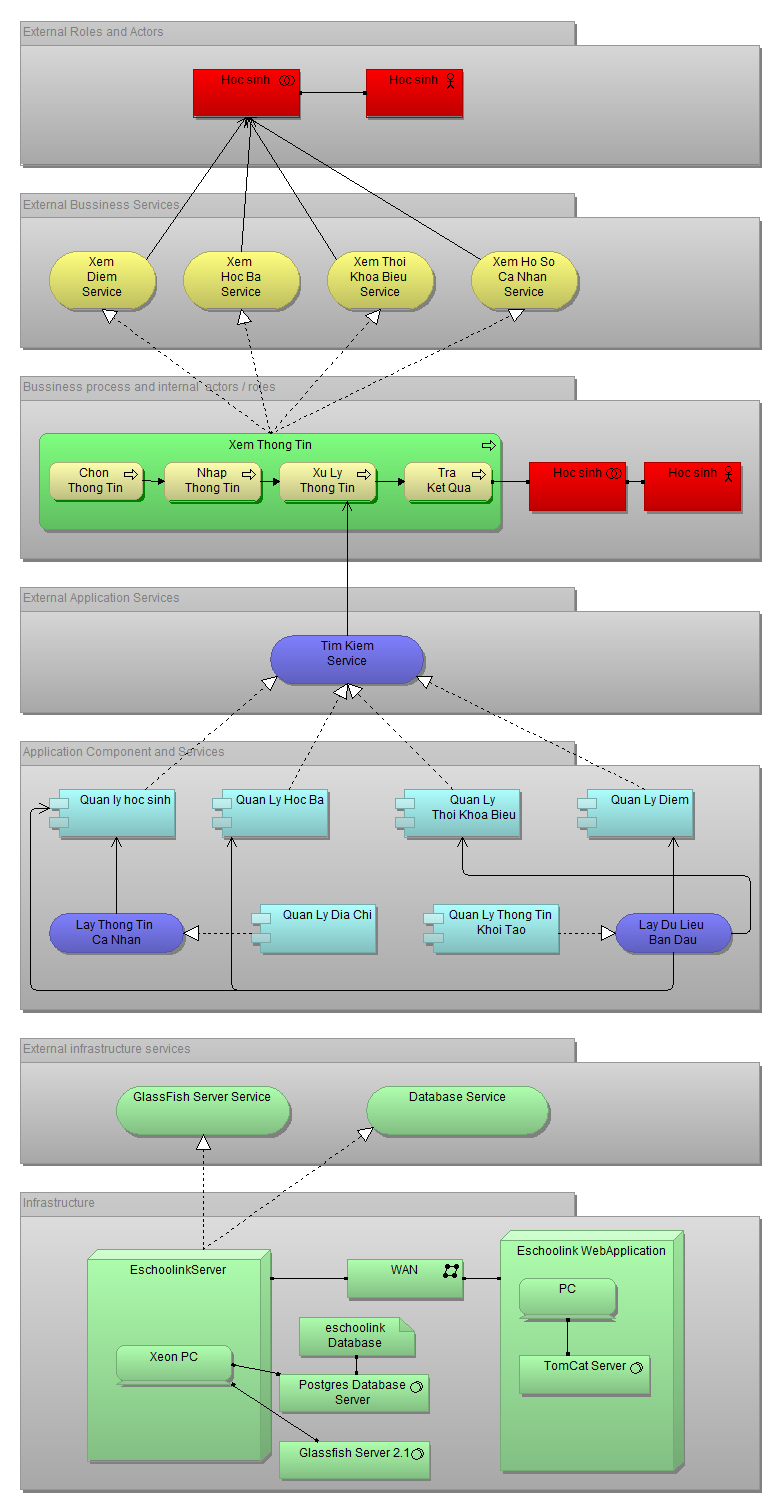 External Roles and Actors
Hoc sinh
Hoc sinh
External Bussiness Services
Xem
Diem
Service
Xem
Hoc Ba
Service
Xem Thoi
Khoa Bieu
Service
Xem Ho So
Ca Nhan
Service
Bussiness process and internal actors / roles
Xem Thong Tin
Chon
Thong Tin
Nhap
Thong Tin
Xu Ly
Thong Tin
Tra
Ket Qua
Hoc sinh
Hoc sinh
External Application Services
Tim Kiem
Service
Application Component and Services
Quan ly hoc sinh
Quan Ly Hoc Ba
Quan Ly
Thoi Khoa Bieu
Quan Ly Diem
Lay Thong Tin
Ca Nhan
Quan Ly Dia Chi
Quan Ly Thong Tin
Khoi Tao
Lay Du Lieu
Ban Dau
External infrastructure services
GlassFish Server Service
Database Service
Infrastructure
EschoolinkServer
WAN
Eschoolink WebApplication
PC
eschoolink
Database
Xeon PC
TomCat Server
Postgres Database
Server
Glassfish Server 2.1